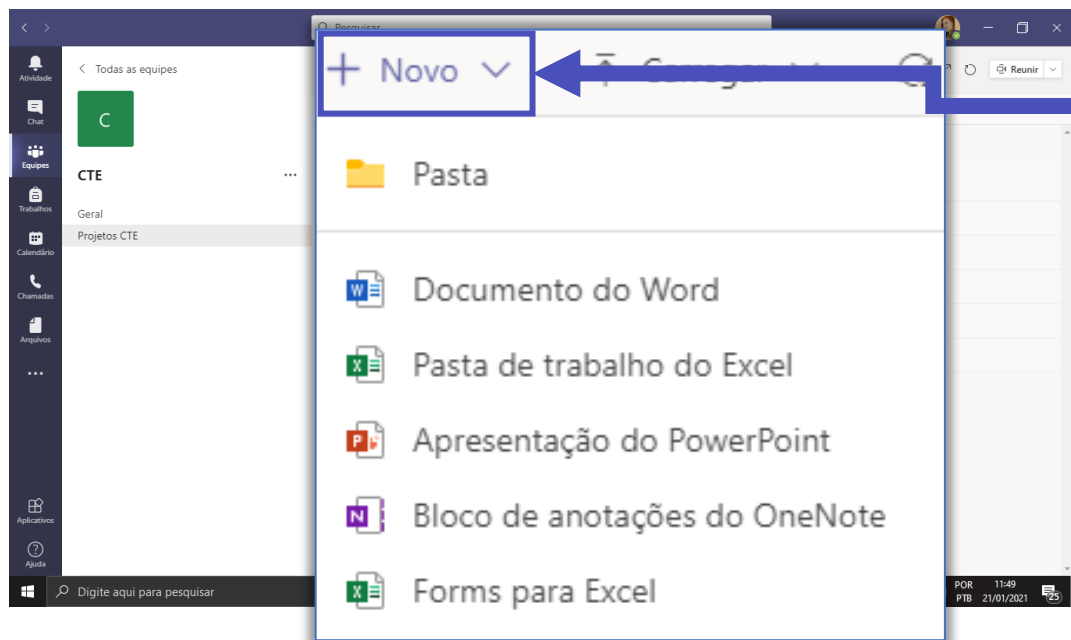 Pesquisar
Atividade
Chat
Equipes
Trabalhos
Calendário
Chamadas
Arquivos
Aplicativos
Ajuda
Todas as equipes
C
CTE
Geral
Projetos CTE
Novo
Carregar
Reunir
Pasta
Documento do Word
Pasta de trabalho do Excel
Apresentação do PowerPoint
Bloco de anotações do OneNote
Forms para Excel
Digite aqui para pesquisar
POR 11:49
PTB 21/01/2021
25